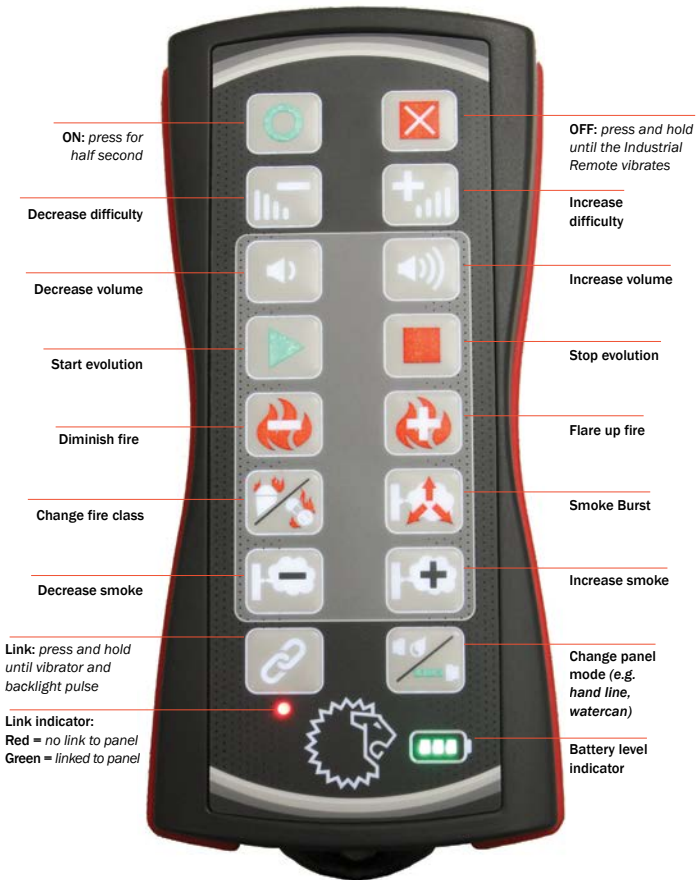 ON: press for
half second
OFF: press and hold
until the Industrial
Remote vibrates
Decrease difficulty
Increase
difficulty
Decrease volume
Increase volume
Start evolution
Stop evolution
Diminish fire
Flare up fire
Change fire class
Smoke Burst
Decrease smoke
Increase smoke
Link: press and hold
until vibrator and
backlight pulse
Change panel
mode (e.g.
hand line,
watercan)
Link indicator:
Red = no link to panel
Green = linked to panel
Battery level
indicator